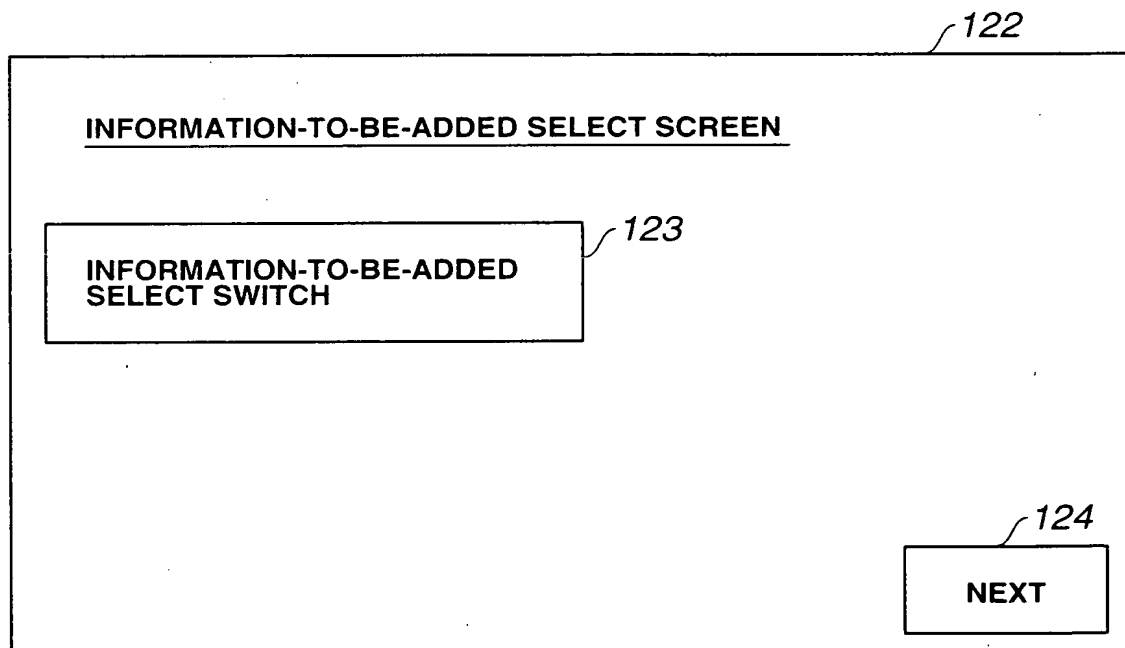 122
INFORMATION-TO-BE-ADDED SELECT SCREEN
123
INFORMATION-TO-BE-ADDED
SELECT SWITCH
124
NEXT